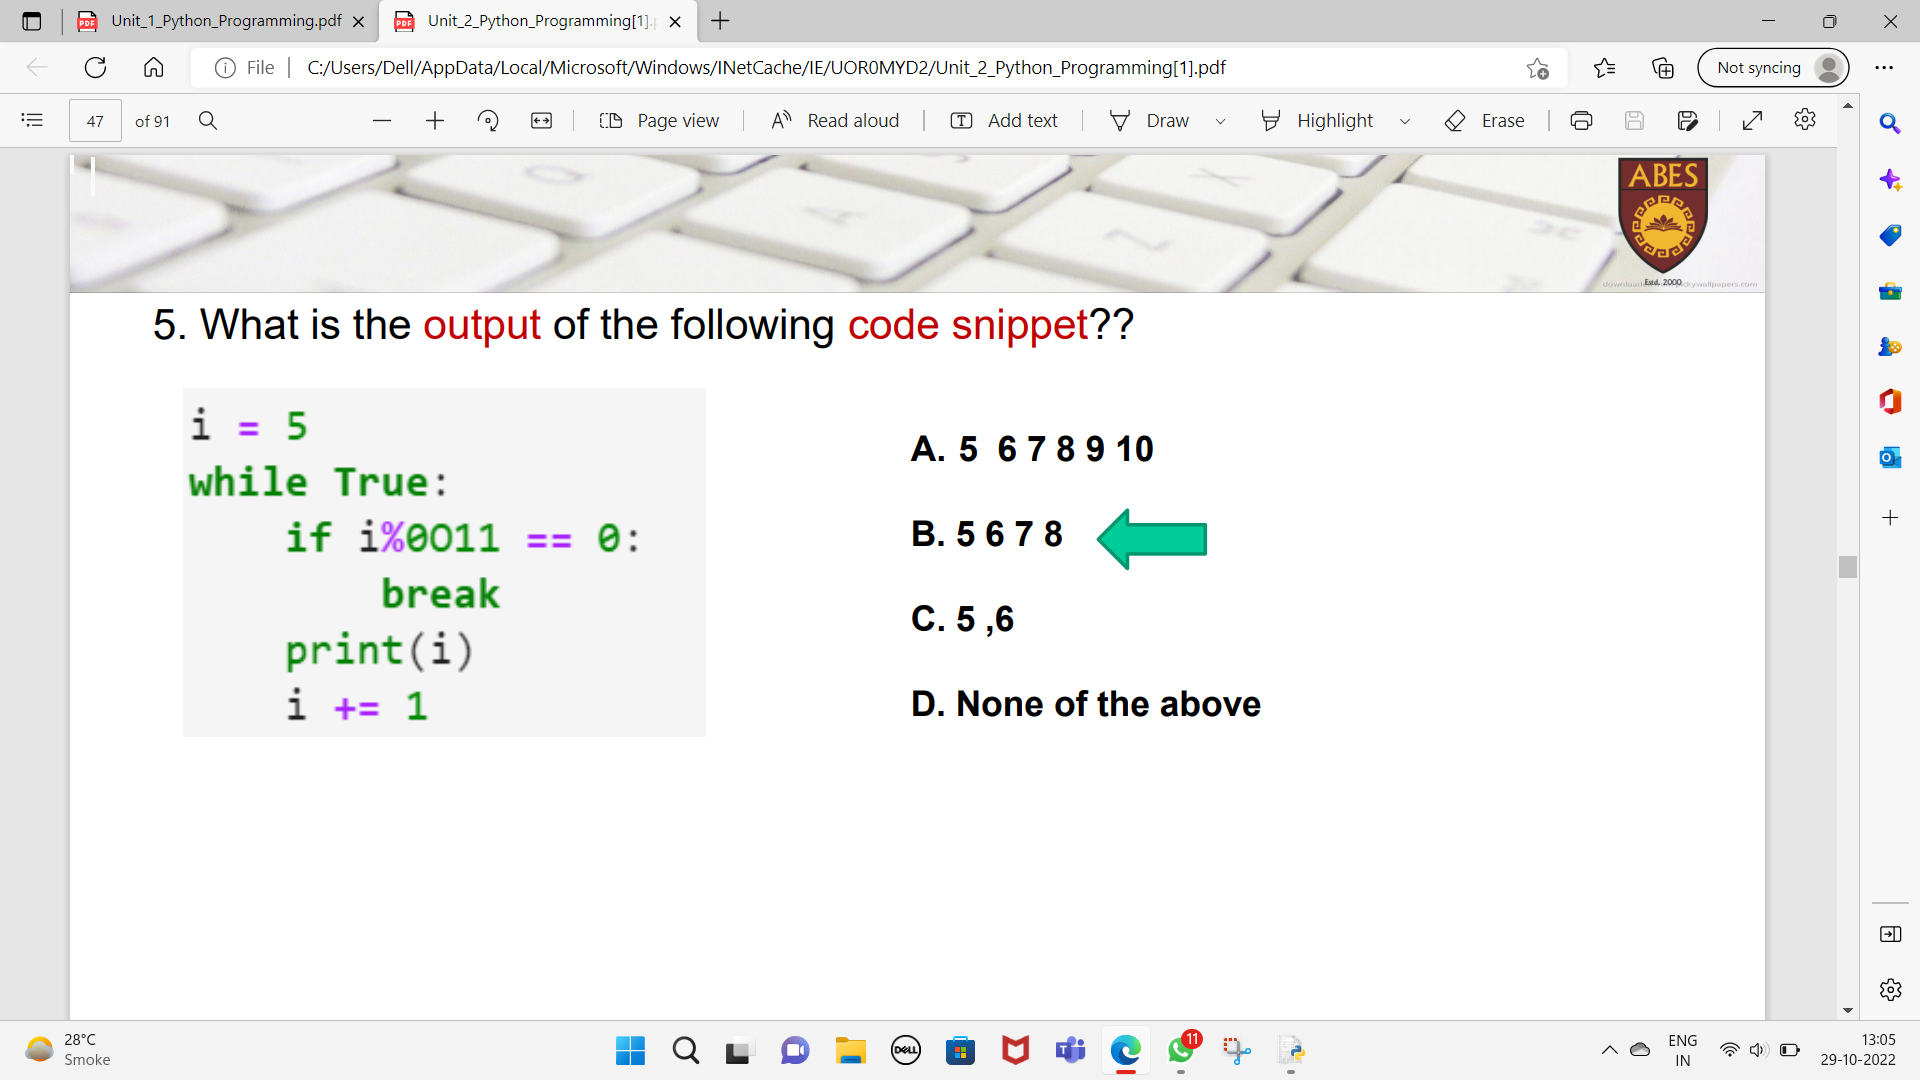 Unit_1_Python_Programming.pdf
Unit_2_Python_Programming[1].
File
C:/Users/Dell/AppData/Local/Microsoft/Windows/INetCache/IE/UOR0MYD2/Unit_2_Python_Programming[1].pdf
Not syncing
47 of 91
Page view
Read aloud
Add text
Draw
Highlight
Erase
ABES
Estd. 2000
5. What is the output of the following code snippet??
i = 5
while True:
if i%0O11 == 0:
break
print(i)
i += 1
A. 5 6 7 8 9 10
B. 5 6 7 8
C. 5 ,6
D. None of the above
28°C
Smoke
DELL
11
ENG
IN
13:05
29-10-2022